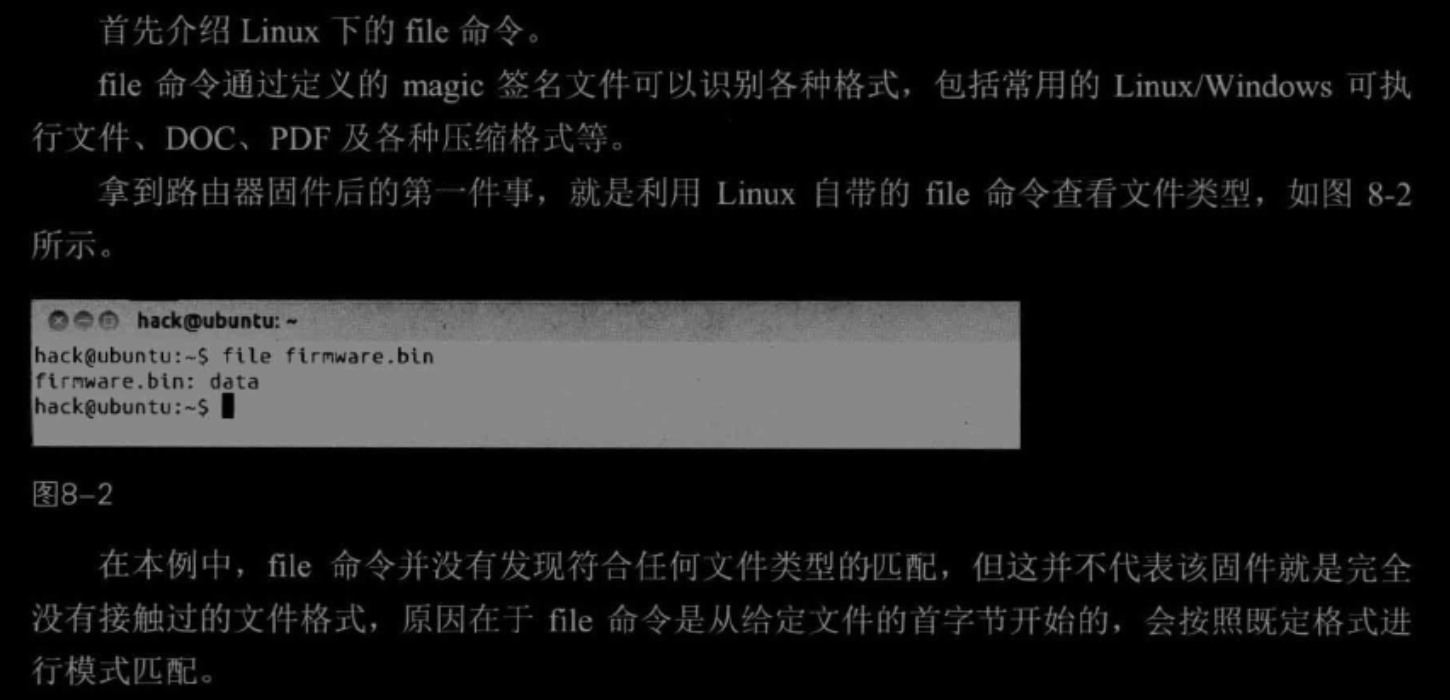 首先介绍 Linux 下的 file 命令。
file 命令通过定义的 magic 签名文件可以识别各种格式，包括常用的 Linux/Windows 可执
行文件、DOC、PDF 及各种压缩格式等。
拿到路由器固件后的第一件事，就是利用 Linux 自带的 file 命令查看文件类型，如图 8-2
所示。
hack@ubuntu: ~
hack@ubuntu:~$ file firmware.bin
firmware.bin: data
hack@ubuntu:~$
图8-2
在本例中，file 命令并没有发现符合任何文件类型的匹配，但这并不代表该固件就是完全
没有接触过的文件格式，原因在于 file 命令是从给定文件的首字节开始的，会按照既定格式进
行模式匹配。